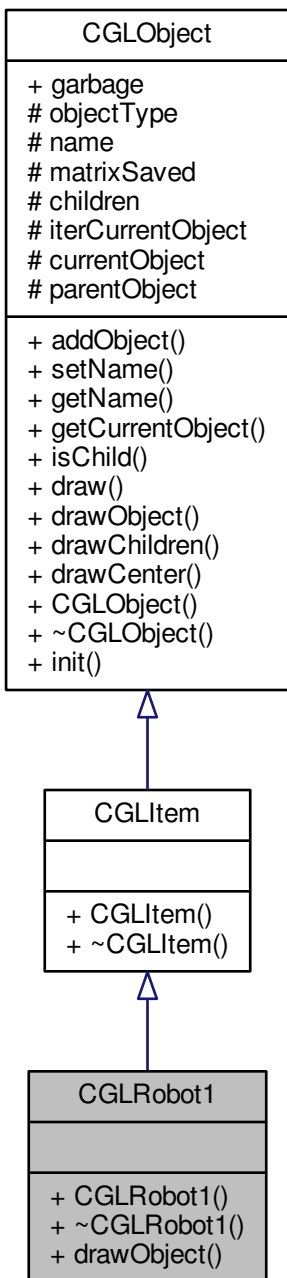 CGLObject
+ garbage
# objectType
# name
# matrixSaved
# children
# iterCurrentObject
# currentObject
# parentObject
+ addObject()
+ setName()
+ getName()
+ getCurrentObject()
+ isChild()
+ draw()
+ drawObject()
+ drawChildren()
+ drawCenter()
+ CGLObject()
+ ~CGLObject()
+ init()
CGLItem
+ CGLItem()
+ ~CGLItem()
CGLRobot1
+ CGLRobot1()
+ ~CGLRobot1()
+ drawObject()